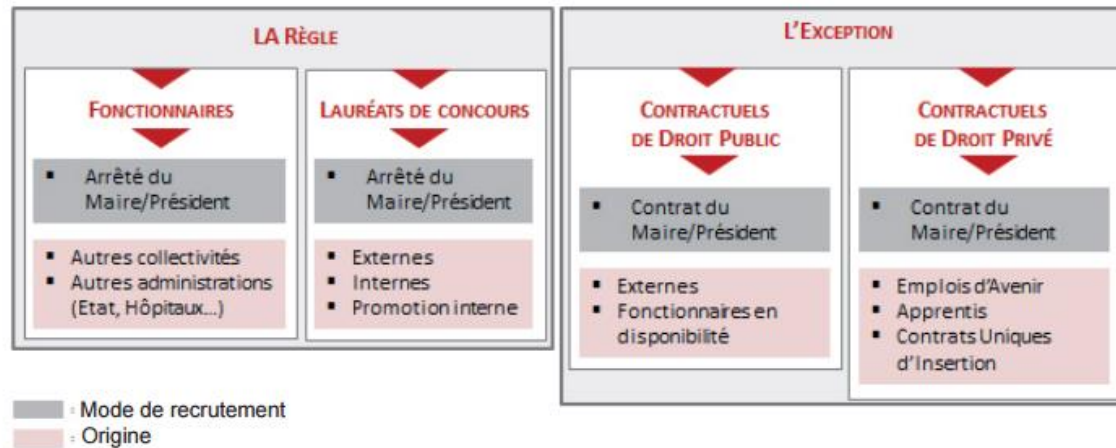 LA RÈGLE
FONCTIONNAIRES
▪ Arrêté du
Maire/Président
▪ Autres collectivités
▪ Autres administrations
(Etat, Hôpitaux...)
LAURÉATS DE CONCOURS
▪ Arrêté du
Maire/Président
▪ Externes
▪ Internes
▪ Promotion interne
L'EXCEPTION
CONTRACTUELS
DE DROIT PUBLIC
▪ Contrat du
Maire/Président
▪ Externes
▪ Fonctionnaires en
disponibilité
CONTRACTUELS
DE DROIT PRIVÉ
▪ Contrat du
Maire/Président
▪ Emplois d'Avenir
▪ Apprentis
▪ Contrats Uniques
d'Insertion
: Mode de recrutement
: Origine